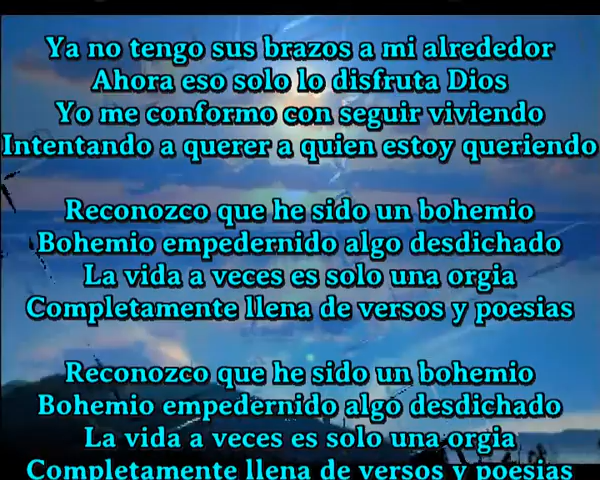 Ya no tengo sus brazos a mi alrededor
Ahora eso solo lo disfruta Dios
Yo me conformo con seguir viviendo
Intentando a querer a quien estoy queriendo
Reconozco que he sido un bohemio
Bohemio empedernido algo desdichado
La vida a veces es solo una orgia
Completamente llena de versos y poesias
Reconozco que he sido un bohemio
Bohemio empedernido algo desdichado
La vida a veces es solo una orgia
Completamente llena de versos y poesias